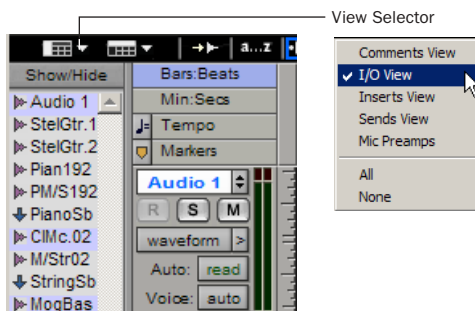 View Selector
a...z
Show/Hide
Audio 1
StelGtr.1
StelGtr.2
Pian192
PM/S192
PianoSb
ClMc.02
M/Str02
StringSb
MogBas
Bars:Beats
Min:Secs
Tempo
Markers
Audio 1
R S M
waveform >
Auto: read
Voice: auto
Comments View
I/O View
Inserts View
Sends View
Mic Preamps
All
None